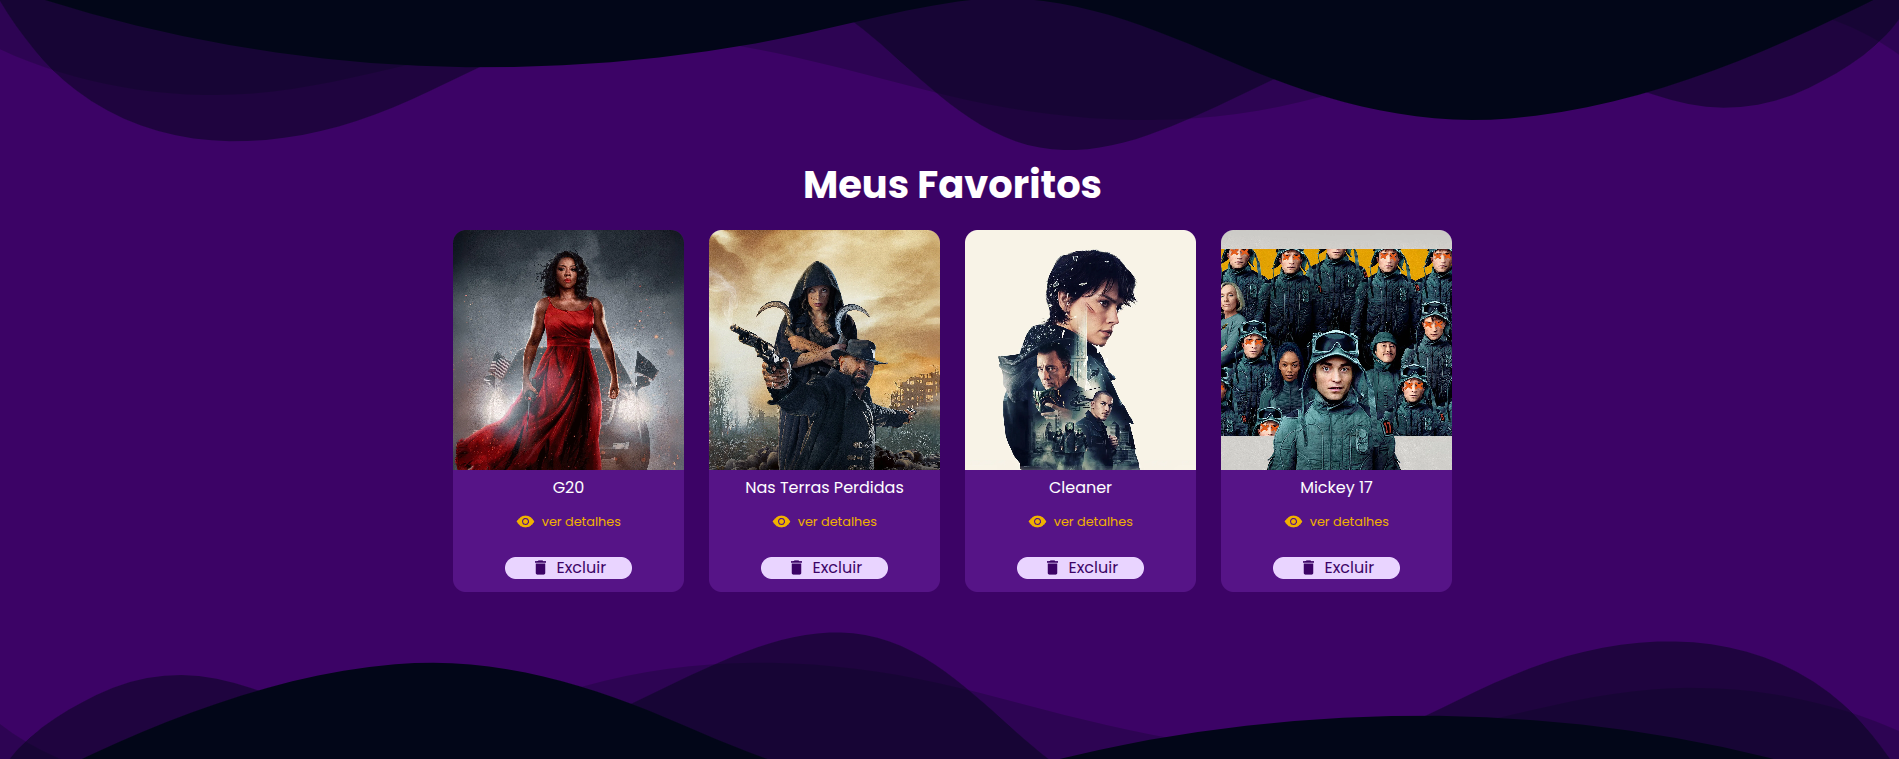 Meus Favoritos
G20
Nas Terras Perdidas
Cleaner
Mickey 17
ver detalhes
ver detalhes
ver detalhes
ver detalhes
Excluir
Excluir
Excluir
Excluir